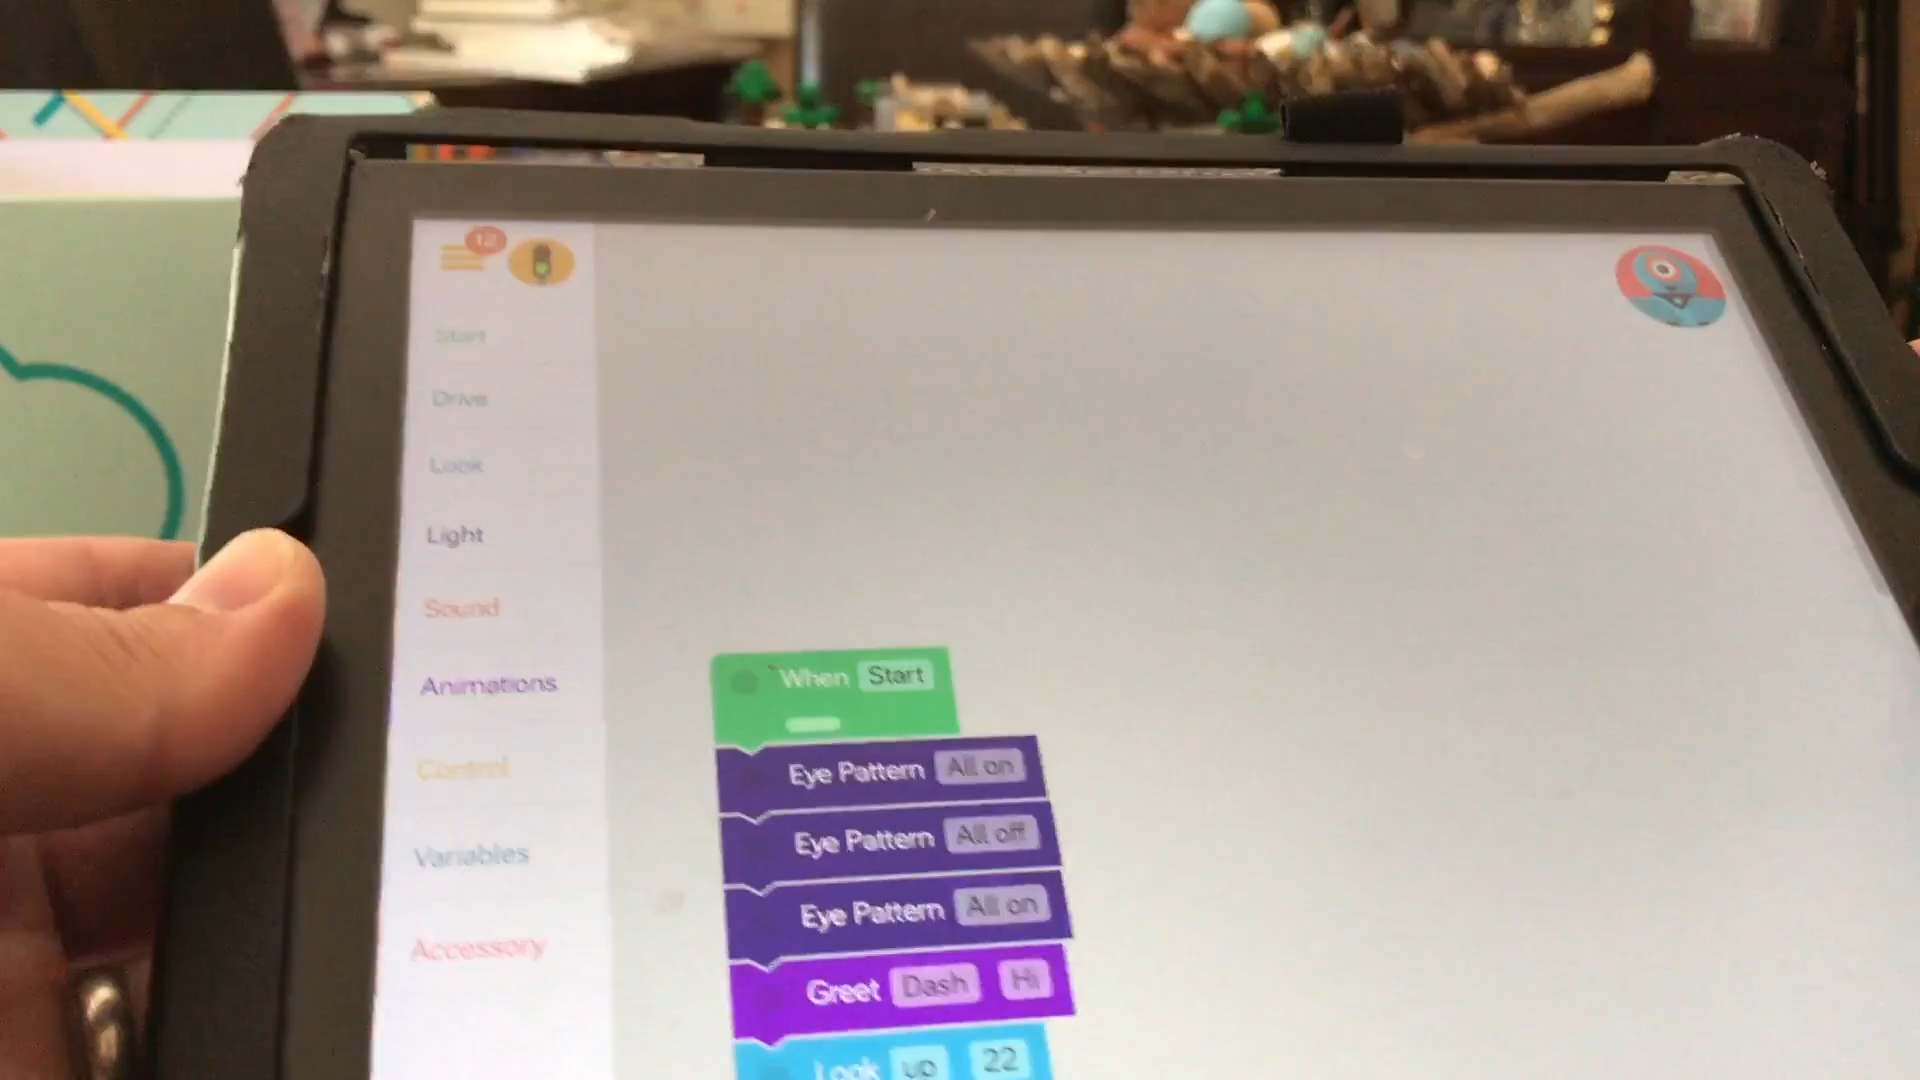 12
Start
Drive
Look
Light
Sound
Animations
Control
Variables
Accessory
When Start
Eye Pattern All on
Eye Pattern All off
Eye Pattern All on
Greet Dash Hi
Look up 22